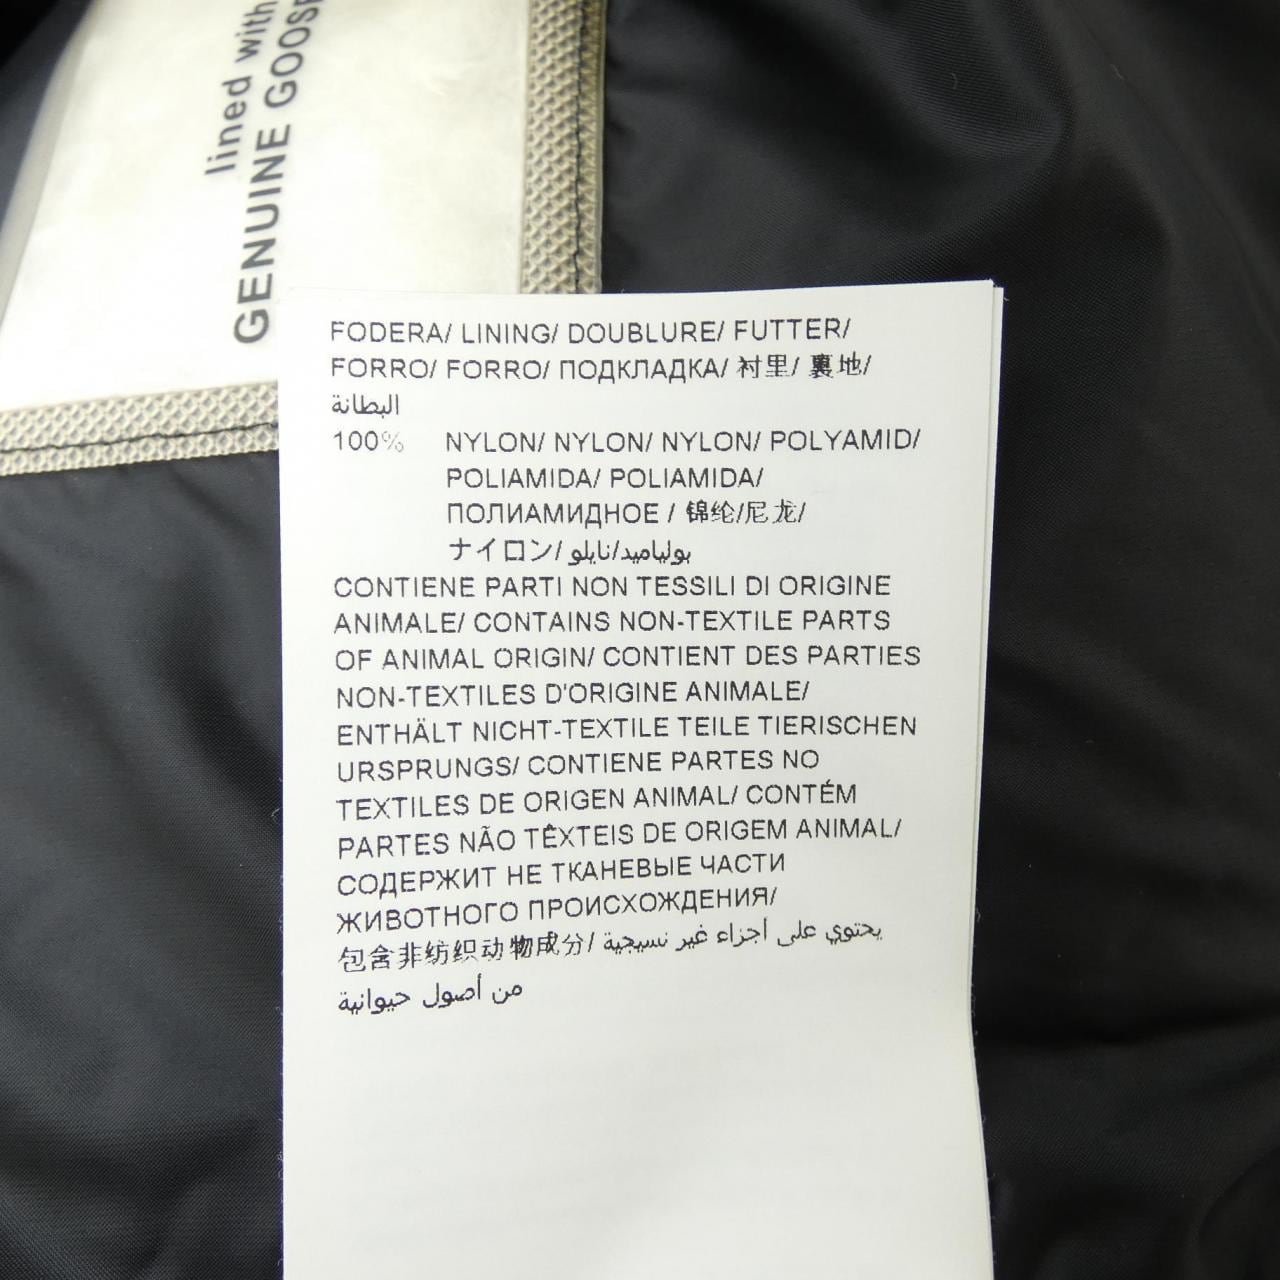 lined with
GENUINE
FODERA/ LINING/ DOUBLURE/ FUTTER/
FORRO/ FORRO/ ПОДКЛАДКА/ 衬里/ 裏地/
البطانة
100% NYLON/ NYLON/ NYLON/ POLYAMID/
POLIAMIDA/ POLIAMIDA/
ПОЛИАМИДНОЕ / 锦纶/尼龙/
ナイロン/ بولياميد/نايلو
CONTIENE PARTI NON TESSILI DI ORIGINE
ANIMALE/ CONTAINS NON-TEXTILE PARTS
OF ANIMAL ORIGIN/ CONTIENT DES PARTIES
NON-TEXTILES D'ORIGINE ANIMALE/
ENTHÄLT NICHT-TEXTILE TEILE TIERISCHEN
URSPRUNGS/ CONTIENE PARTES NO
TEXTILES DE ORIGEN ANIMAL/ CONTÉM
PARTES NÃO TÊXTEIS DE ORIGEM ANIMAL/
СОДЕРЖИТ НЕ ТКАНЕВЫЕ ЧАСТИ
ЖИВОТНОГО ПРОИСХОЖДЕНИЯ/
包含非纺织动物成分/ يحتوي على أجزاء غير نسيجية
من أصول حيوانية